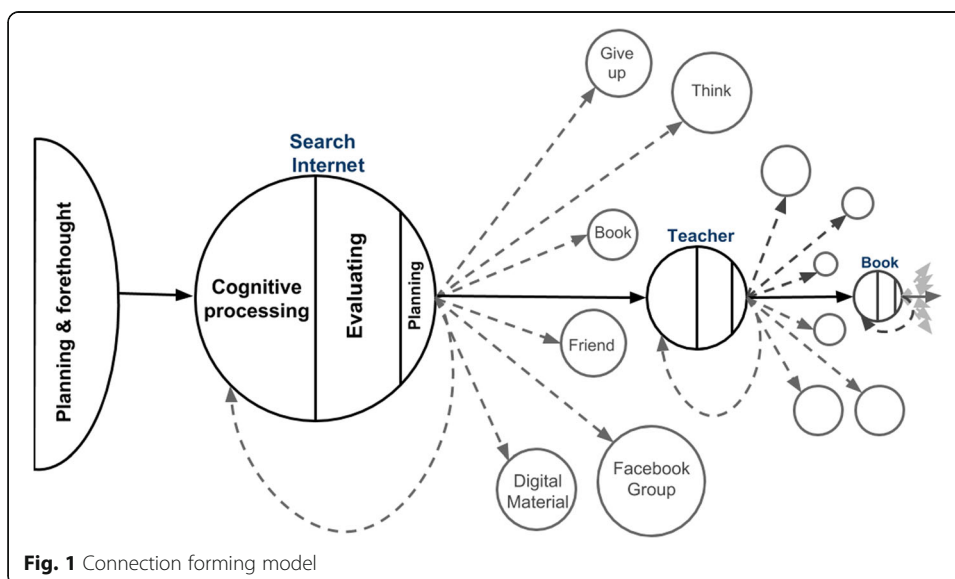 Give
up
Think
Search
Internet
Planning & forethought
Cognitive
processing
Evaluating
Planning
Book
Teacher
Book
Friend
Digital
Material
Facebook
Group
Fig. 1 Connection forming model